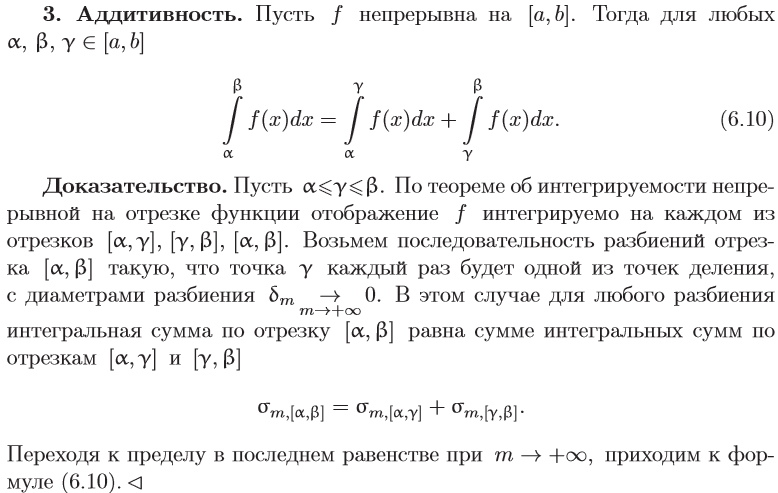 3. Аддитивность. Пусть f непрерывна на [a, b]. Тогда для любых
α, β, γ ∈ [a, b]
∫_α^β f(x)dx = ∫_α^γ f(x)dx + ∫_γ^β f(x)dx. (6.10)
Доказательство. Пусть α⩽γ⩽β. По теореме об интегрируемости непре-
рывной на отрезке функции отображение f интегрируемо на каждом из
отрезков [α, γ], [γ, β], [α, β]. Возьмем последовательность разбиений отрез-
ка [α, β] такую, что точка γ каждый раз будет одной из точек деления,
с диаметрами разбиения δ_m →_{m→+∞} 0. В этом случае для любого разбиения
интегральная сумма по отрезку [α, β] равна сумме интегральных сумм по
отрезкам [α, γ] и [γ, β]
σ_{m,[α,β]} = σ_{m,[α,γ]} + σ_{m,[γ,β]}.
Переходя к пределу в последнем равенстве при m → +∞, приходим к фор-
муле (6.10). ◁